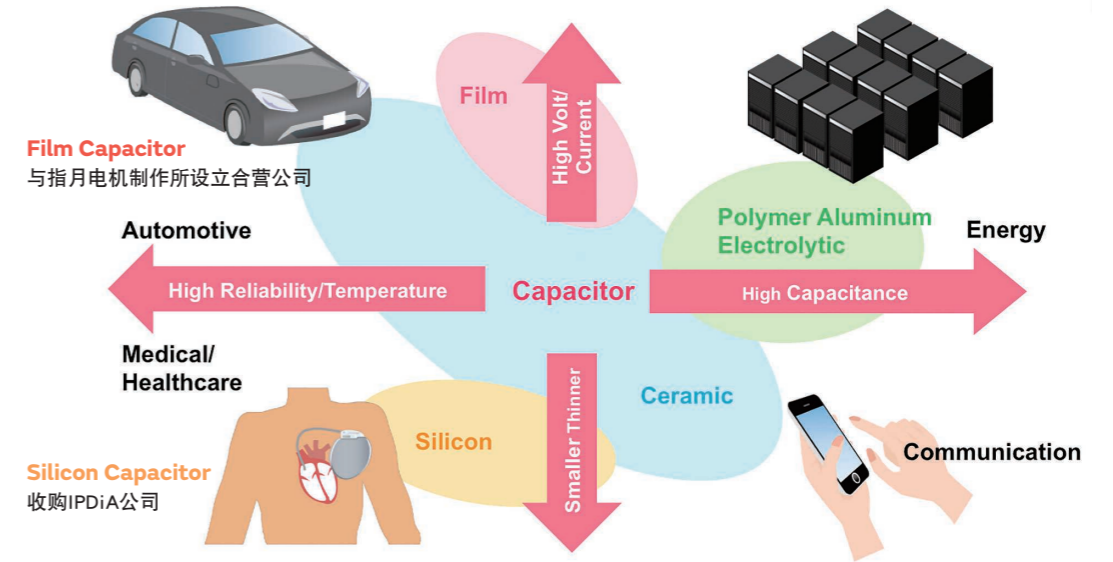 Film
High Volt/
Current
Film Capacitor
与指月电机制作所设立合营公司
Polymer Aluminum
Electrolytic
Automotive
Energy
High Reliability/Temperature
Capacitor
High Capacitance
Medical/
Healthcare
Smaller Thinner
Ceramic
Silicon
Communication
Silicon Capacitor
收购IPDiA公司